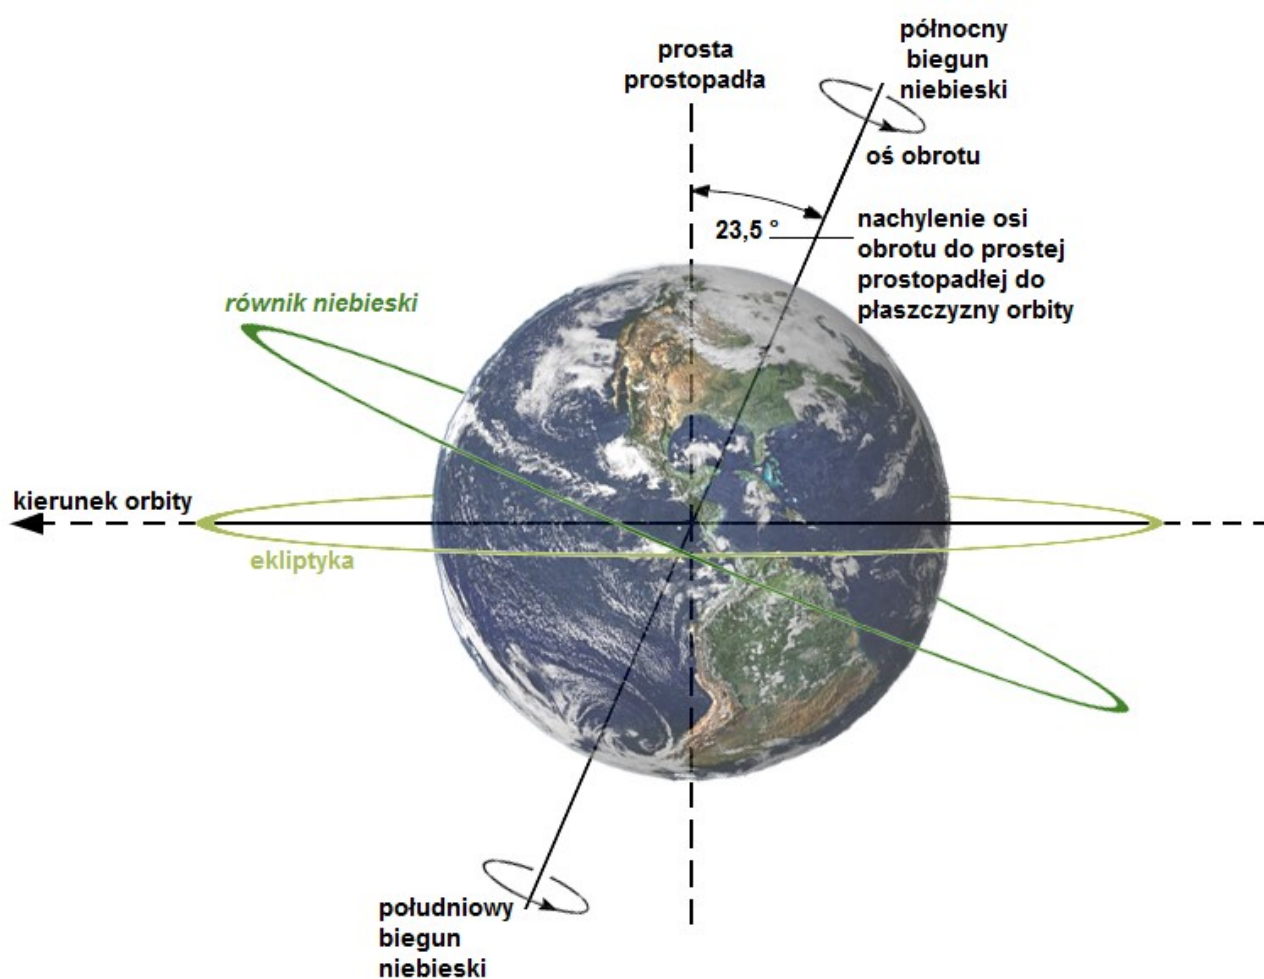 północny
biegun
niebieski
prosta
prostopadła
oś obrotu
23,5 °
nachylenie osi
obrotu do prostej
prostopadłej do
płaszczyzny orbity
równik niebieski
kierunek orbity
ekliptyka
południowy
biegun
niebieski